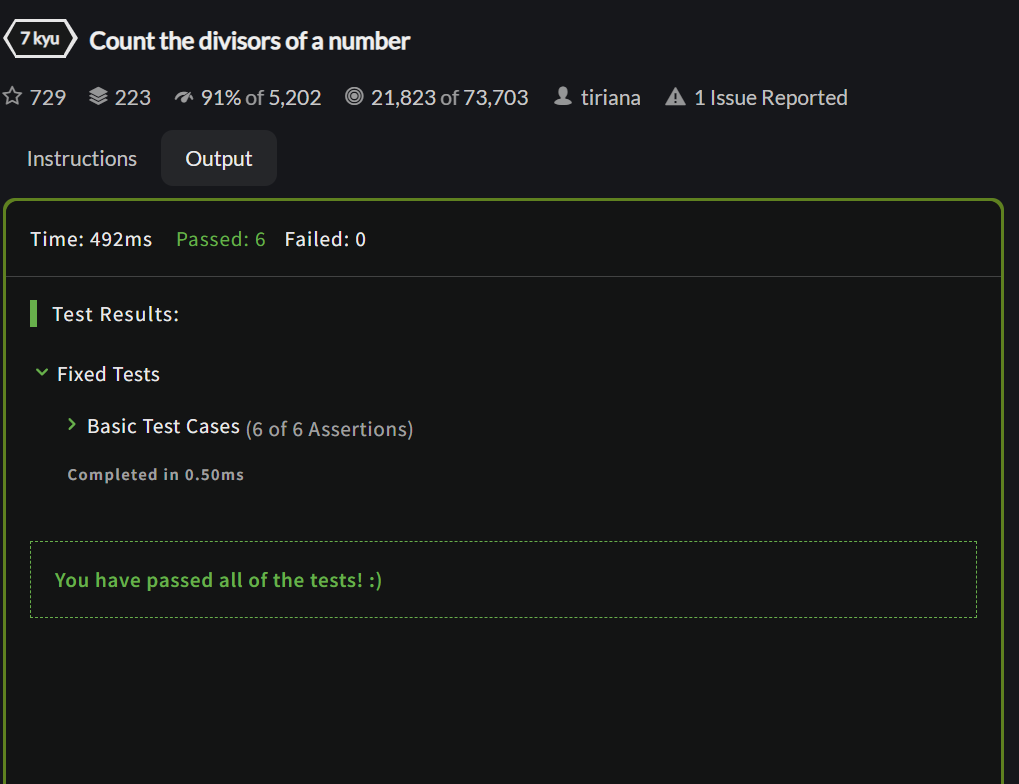 7 kyu Count the divisors of a number
729 223 91% of 5,202 21,823 of 73,703 tiriana 1 Issue Reported
Instructions Output
Time: 492ms Passed: 6 Failed: 0
Test Results:
Fixed Tests
Basic Test Cases (6 of 6 Assertions)
Completed in 0.50ms
You have passed all of the tests! :)